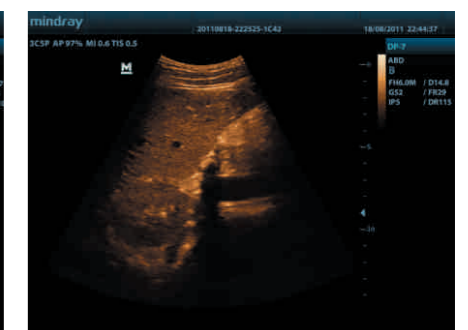 mindray
20110818-222525-1C42
18/08/2011 22:44:37
3C5P AP 97% MI 0.6 TIS 0.5
DP-7
M
ABD
B
FH6.0M / D14.8
G52 / FR29
IP5 / DR115
0
5